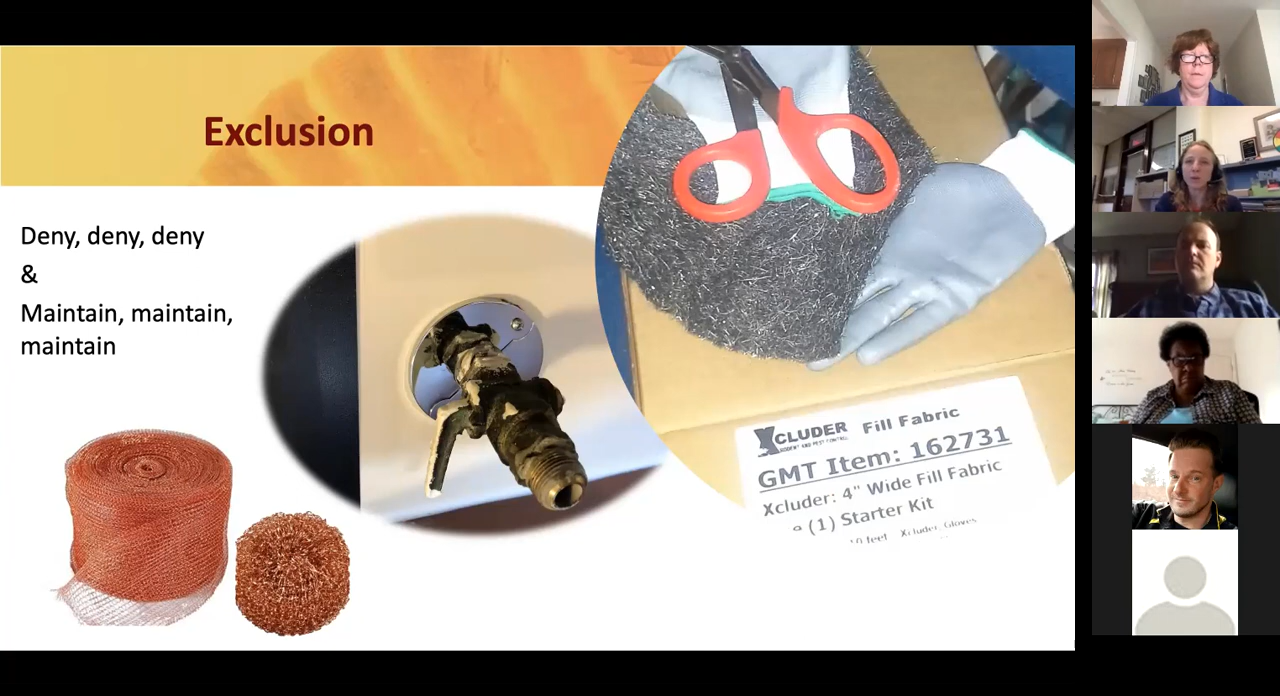 Exclusion
Deny, deny, deny
&
Maintain, maintain,
maintain
XCLUDER Fill Fabric
RODENT AND PEST CONTROL
GMT Item: 162731
Xcluder: 4" Wide Fill Fabric
(1) Starter Kit
10 feet Xcluder, Gloves